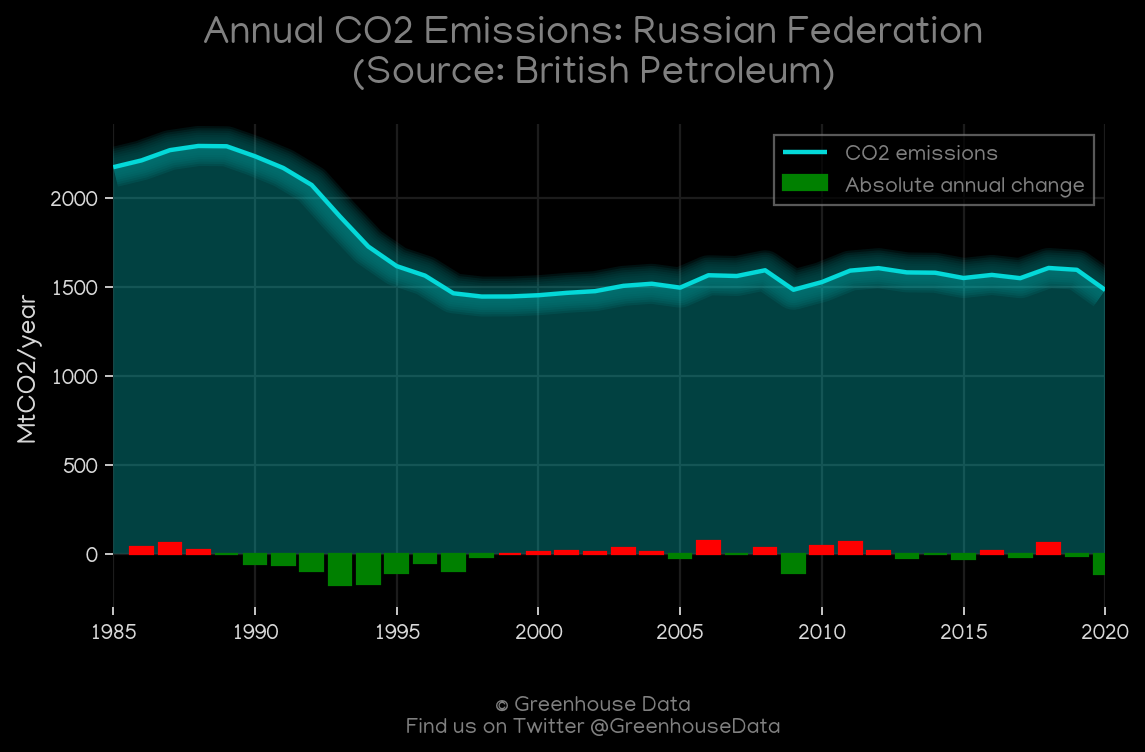 Annual CO2 Emissions: Russian Federation
(Source: British Petroleum)
CO2 emissions
Absolute annual change
MtCO2/year
2000
1500
1000
500
0
1985 1990 1995 2000 2005 2010 2015 2020
© Greenhouse Data
Find us on Twitter @GreenhouseData